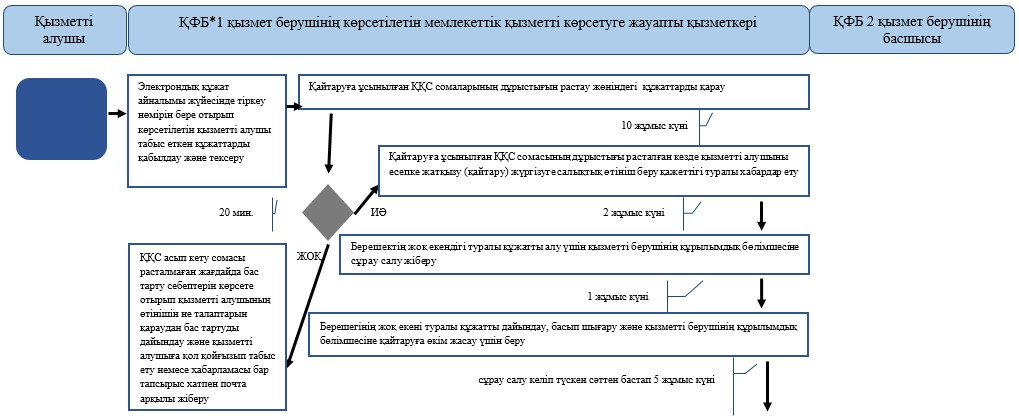 Қызметті
алушы
ҚФБ*1 қызмет берушінің көрсетілетін мемлекеттік қызметті көрсетуге жауапты қызметкері
ҚФБ 2 қызмет берушінің
басшысы
Электрондық құжат
айналымы жүйесінде тіркеу
нөмірін бере отырып
көрсетілетін қызметті алушы
табыс еткен құжаттарды
қабылдау және тексеру
Қайтаруға ұсынылған ҚҚС сомаларының дұрыстығын растау жөніндегі құжаттарды қарау
10 жұмыс күні
Қайтаруға ұсынылған ҚҚС сомасының дұрыстығы расталған кезде қызметті алушыны
есепке жатқызу (қайтару) жүргізуге салықтық өтініш беру қажеттігі туралы хабардар ету
20 мин.
ИӘ
2 жұмыс күні
Берешектің жоқ екендігі туралы құжатты алу үшін қызметті берушінің құрылымдық бөлімшесіне
сұрау салу жіберу
ЖОҚ
ҚҚС асып кету сомасы
расталмаған жағдайда бас
тарту себептерін көрсете
отырып қызметті алушының
өтінішін не талаптарын
қараудан бас тартуды
дайындау және қызметті
алушыға қол қойғызып табыс
ету немесе хабарламасы бар
тапсырыс хатпен почта
арқылы жіберу
1 жұмыс күні
Берешегінің жоқ екені туралы құжатты дайындау, басып шығару және қызметті берушінің құрылымдық
бөлімшесіне қайтаруға өкім жасау үшін беру
сұрау салу келіп түскен сәттен бастап 5 жұмыс күні